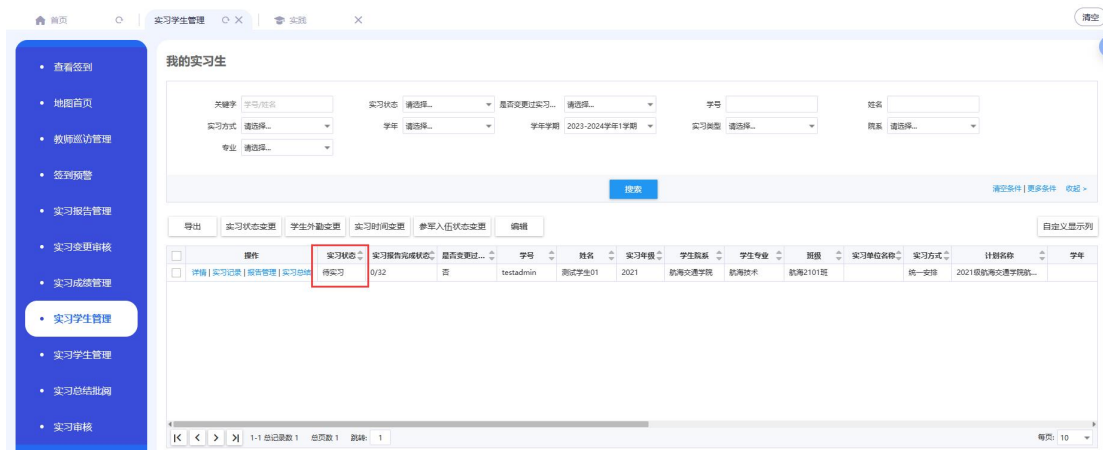 首页 实习学生管理 实践 清空
查看签到
地图首页
教师巡访管理
签到预警
实习报告管理
实习变更审核
实习成绩管理
实习学生管理
实习学生管理
实习总结批阅
实习审核
我的实习生
关键字 学号/姓名 实习状态 请选择... 是否变更过实习... 请选择... 学号 姓名
实习方式 请选择... 学年 请选择... 学年学期 2023-2024学年1学期 实习类型 请选择... 院系 请选择...
专业 请选择...
搜索 清空条件 | 更多条件 收起
导出 实习状态变更 学生外勤变更 实习时间变更 参军入伍状态变更 编辑 自定义显示列
操作 实习状态 实习报告完成状态 是否变更过... 学号 姓名 实习年级 学生院系 学生专业 班级 实习单位名称 实习方式 计划名称 学年
详情 | 实习记录 | 报告管理 | 实习总结 待实习 0/32 否 testadmin 测试学生01 2021 航海交通学院 航海技术 航海2101班 统一安排 2021级航海交通学院航...
1-1 总记录数 1 总页数 1 跳转: 1 每页: 10